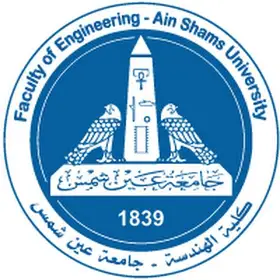 Faculty of Engineering - Ain Shams University
جامعة عين شمس
1839
كلية الهندسة - جامعة عين شمس